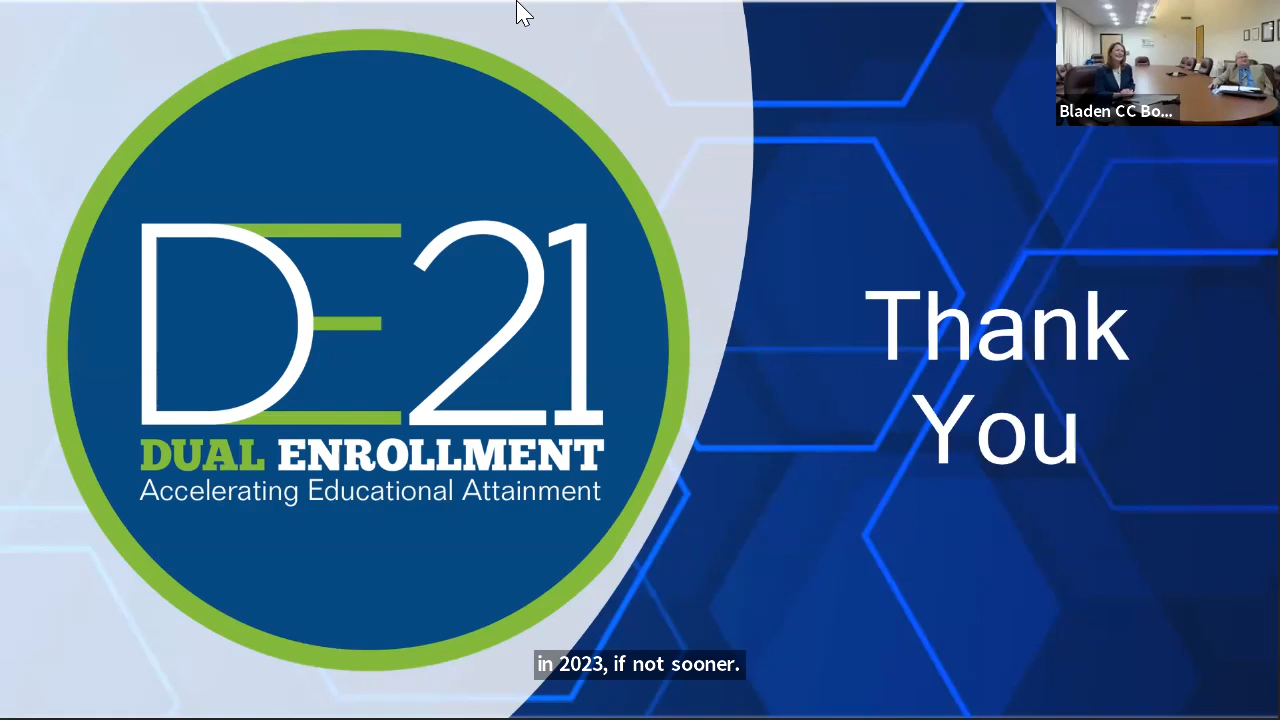 Bladen CC Bo...
DE21
DUAL ENROLLMENT
Accelerating Educational Attainment
Thank
You
in 2023, if not sooner.